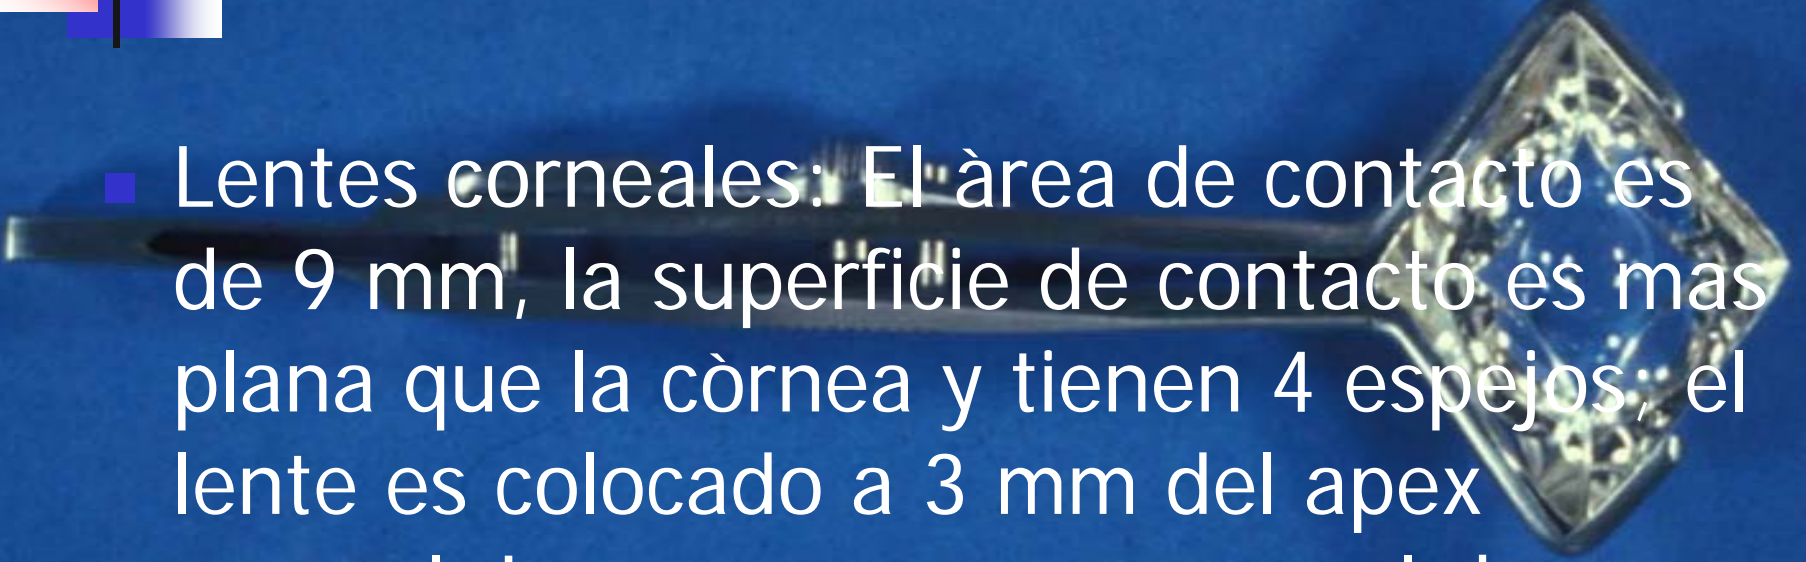 Lentes corneales: El àrea de contacto es
de 9 mm, la superficie de contacto es mas
plana que la còrnea y tienen 4 espejos; el
lente es colocado a 3 mm del apex